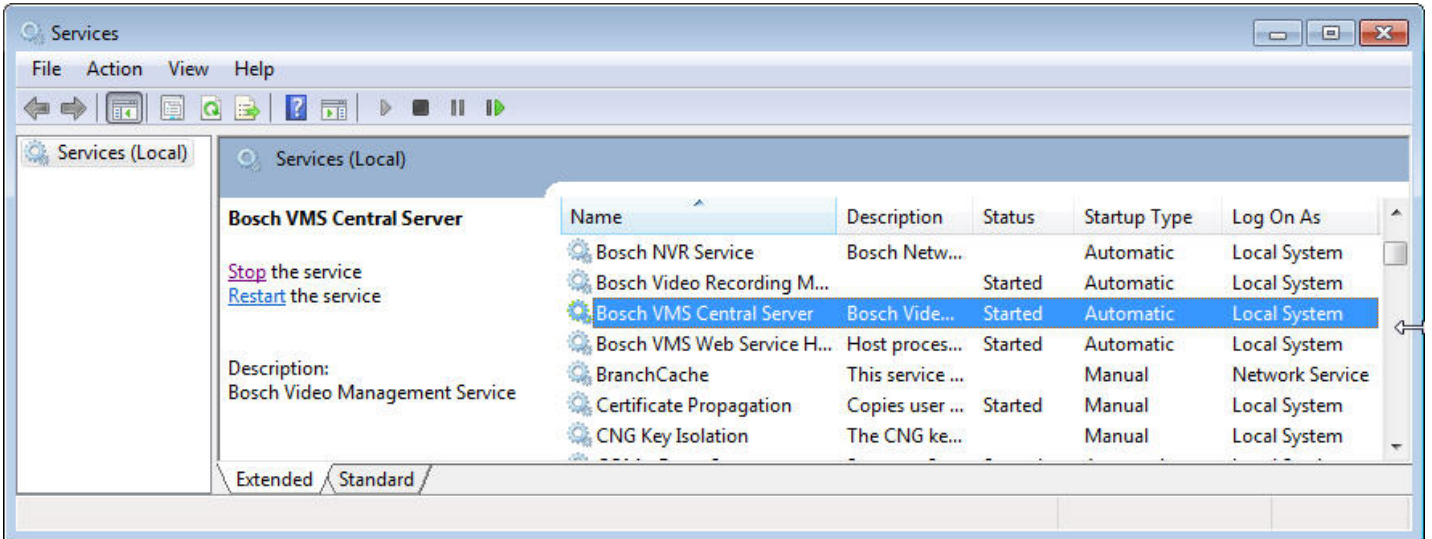 Services
File Action View Help
Services (Local)
Services (Local)
Bosch VMS Central Server
Stop the service
Restart the service
Description:
Bosch Video Management Service
Name Description Status Startup Type Log On As
Bosch NVR Service Bosch Netw... Automatic Local System
Bosch Video Recording M... Started Automatic Local System
Bosch VMS Central Server Bosch Vide... Started Automatic Local System
Bosch VMS Web Service H... Host proces... Started Automatic Local System
BranchCache This service ... Manual Network Service
Certificate Propagation Copies user ... Started Manual Local System
CNG Key Isolation The CNG ke... Manual Local System
Extended Standard